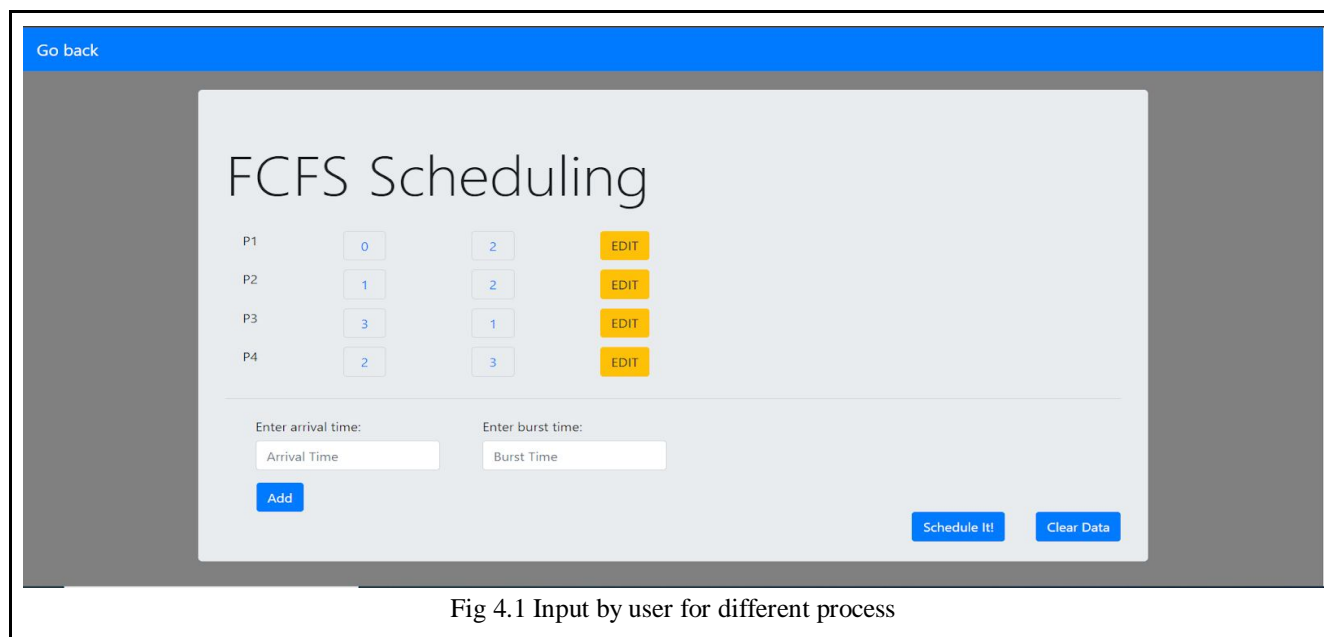 Go back
FCFS Scheduling
P1 0 2 EDIT
P2 1 2 EDIT
P3 3 1 EDIT
P4 2 3 EDIT
Enter arrival time: Enter burst time:
Arrival Time Burst Time
Add
Schedule It! Clear Data
Fig 4.1 Input by user for different process